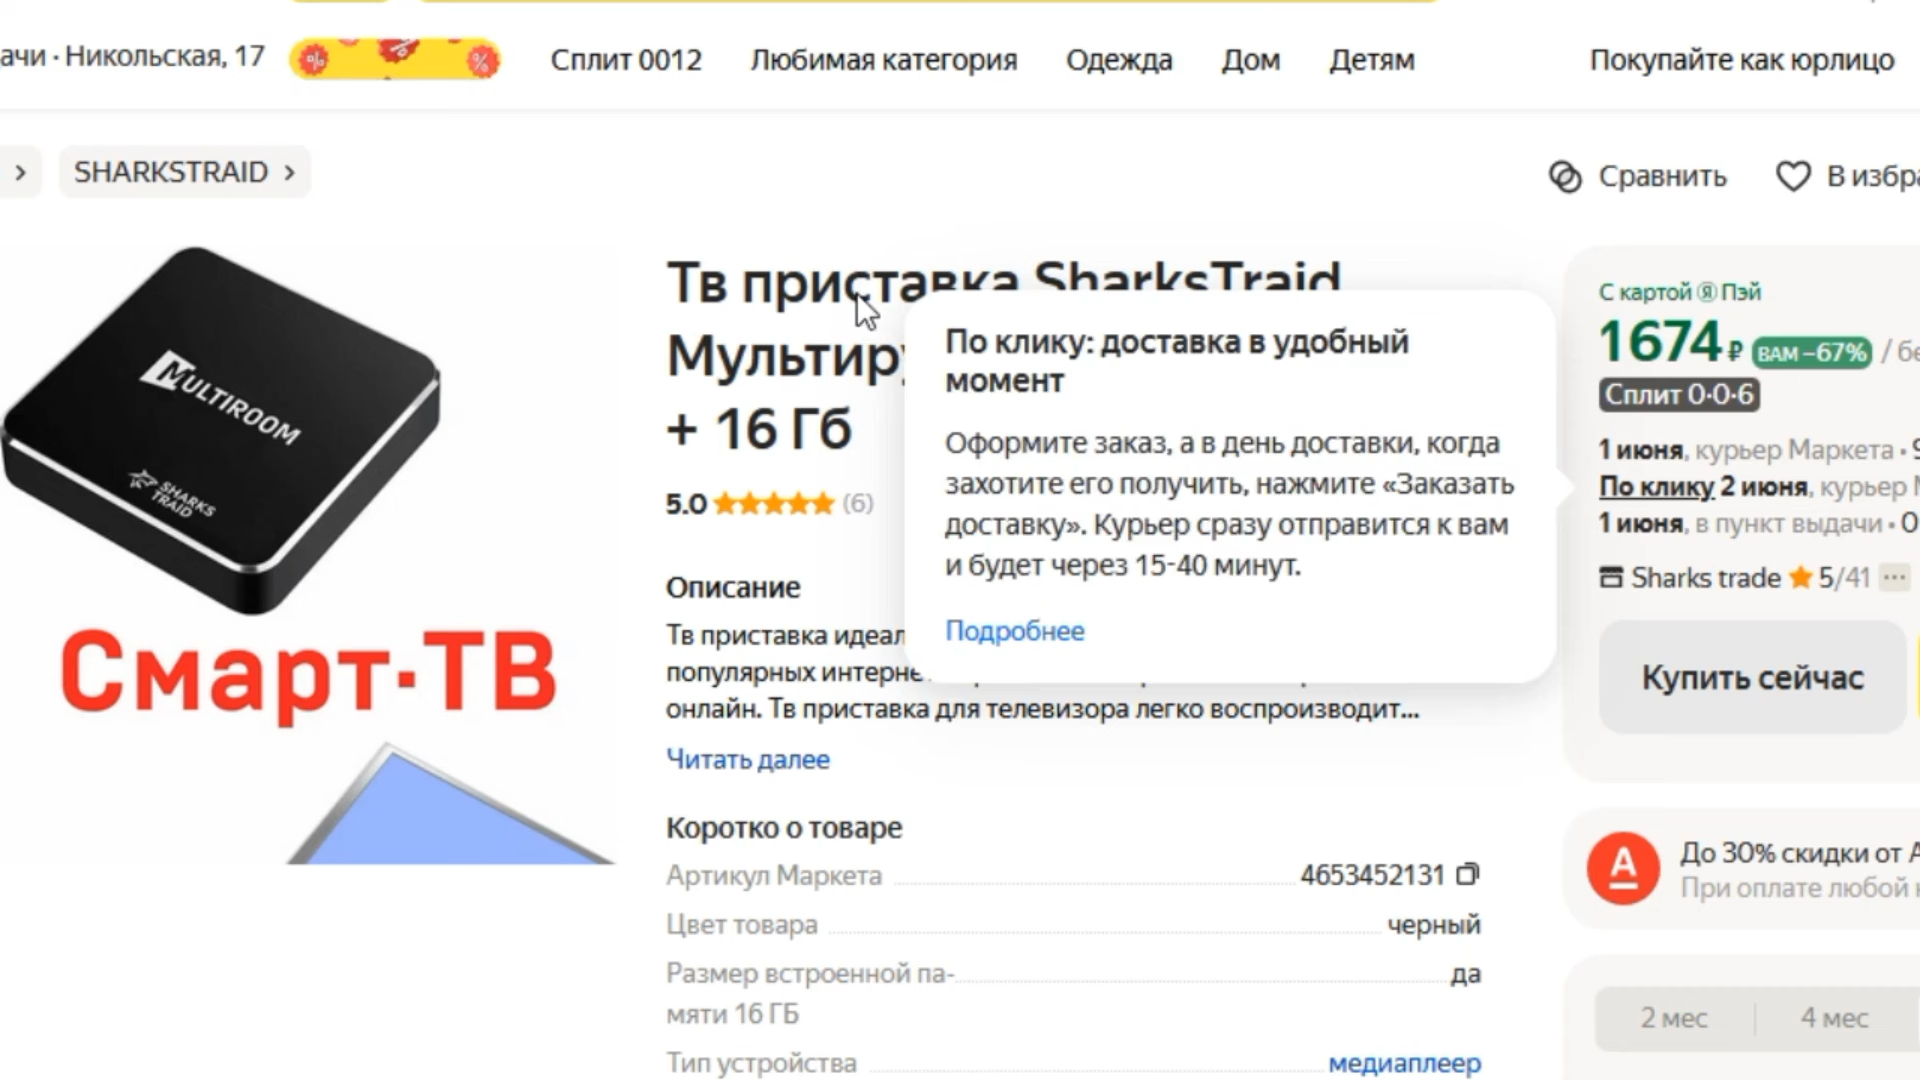 ачи · Никольская, 17
% % %
Сплит 0012
Любимая категория
Одежда
Дом
Детям
Покупайте как юрлицо
SHARKSTRAID
Сравнить
В избра
MULTIROOM
SHARKS
TRAID
Смарт·ТВ
Тв приставка SharksTraid
Мультиру
+ 16 Гб
5.0 (6)
Описание
Тв приставка идеал
популярных интерне
онлайн. Тв приставка для телевизора легко воспроизводит...
Читать далее
Коротко о товаре
Артикул Маркета 4653452131
Цвет товара черный
Размер встроенной па- да
мяти 16 ГБ
Тип устройства медиаплеер
По клику: доставка в удобный
момент
Оформите заказ, а в день доставки, когда
захотите его получить, нажмите «Заказать
доставку». Курьер сразу отправится к вам
и будет через 15-40 минут.
Подробнее
С картой Я Пэй
1674 ₽ ВАМ –67% / бе
Сплит 0·0·6
1 июня, курьер Маркета · 9
По клику 2 июня, курьер М
1 июня, в пункт выдачи · 0
Sharks trade 5/41 ···
Купить сейчас
А
До 30% скидки от А
При оплате любой к
2 мес
4 мес